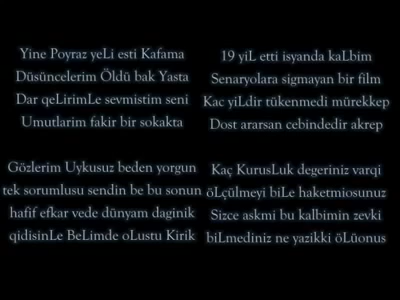 Yine Poyraz yeLi esti Kafama
Düsüncelerim Öldü bak Yasta
Dar qeLirimLe sevmistim seni
Umutlarim fakir bir sokakta
19 yiL etti isyanda kaLbim
Senaryolara sigmayan bir film
Kac yiLdir tükenmedi mürekkep
Dost ararsan cebindedir akrep
Gözlerim Uykusuz beden yorgun
tek sorumlusu sendin be bu sonun
hafif efkar vede dünyam daginik
qidisinLe BeLimde oLustu Kirik
Kaç KurusLuk degeriniz varqi
öLçülmeyi biLe haketmiosunuz
Sizce askmi bu kalbimin zevki
biLmediniz ne yazikki öLüonus